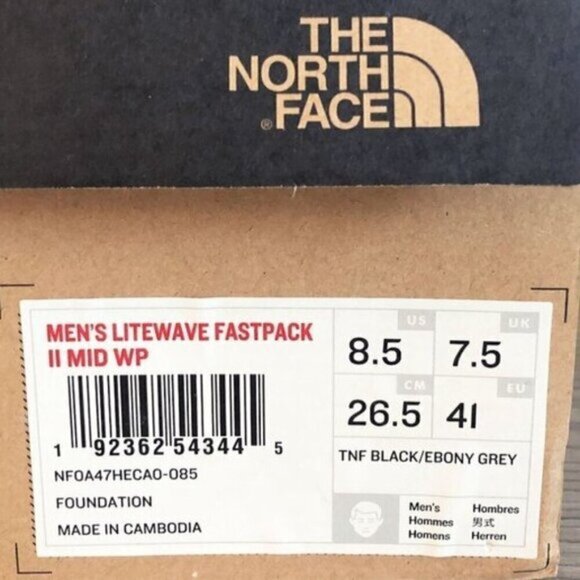 THE
NORTH
FACE
®
MEN'S LITEWAVE FASTPACK
II MID WP
1 92362 54344 5
NF0A47HECA0-085
FOUNDATION
MADE IN CAMBODIA
US
8.5
UK
7.5
CM
26.5
EU
41
TNF BLACK/EBONY GREY
Men's Hombres
Hommes 男式
Homens Herren